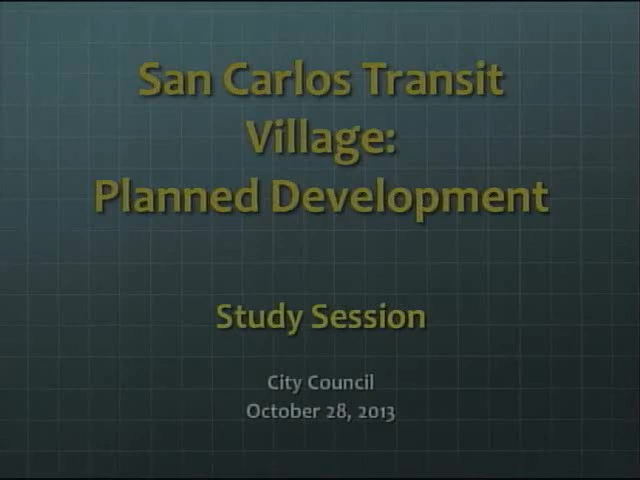 San Carlos Transit
Village:
Planned Development
Study Session
City Council
October 28, 2013